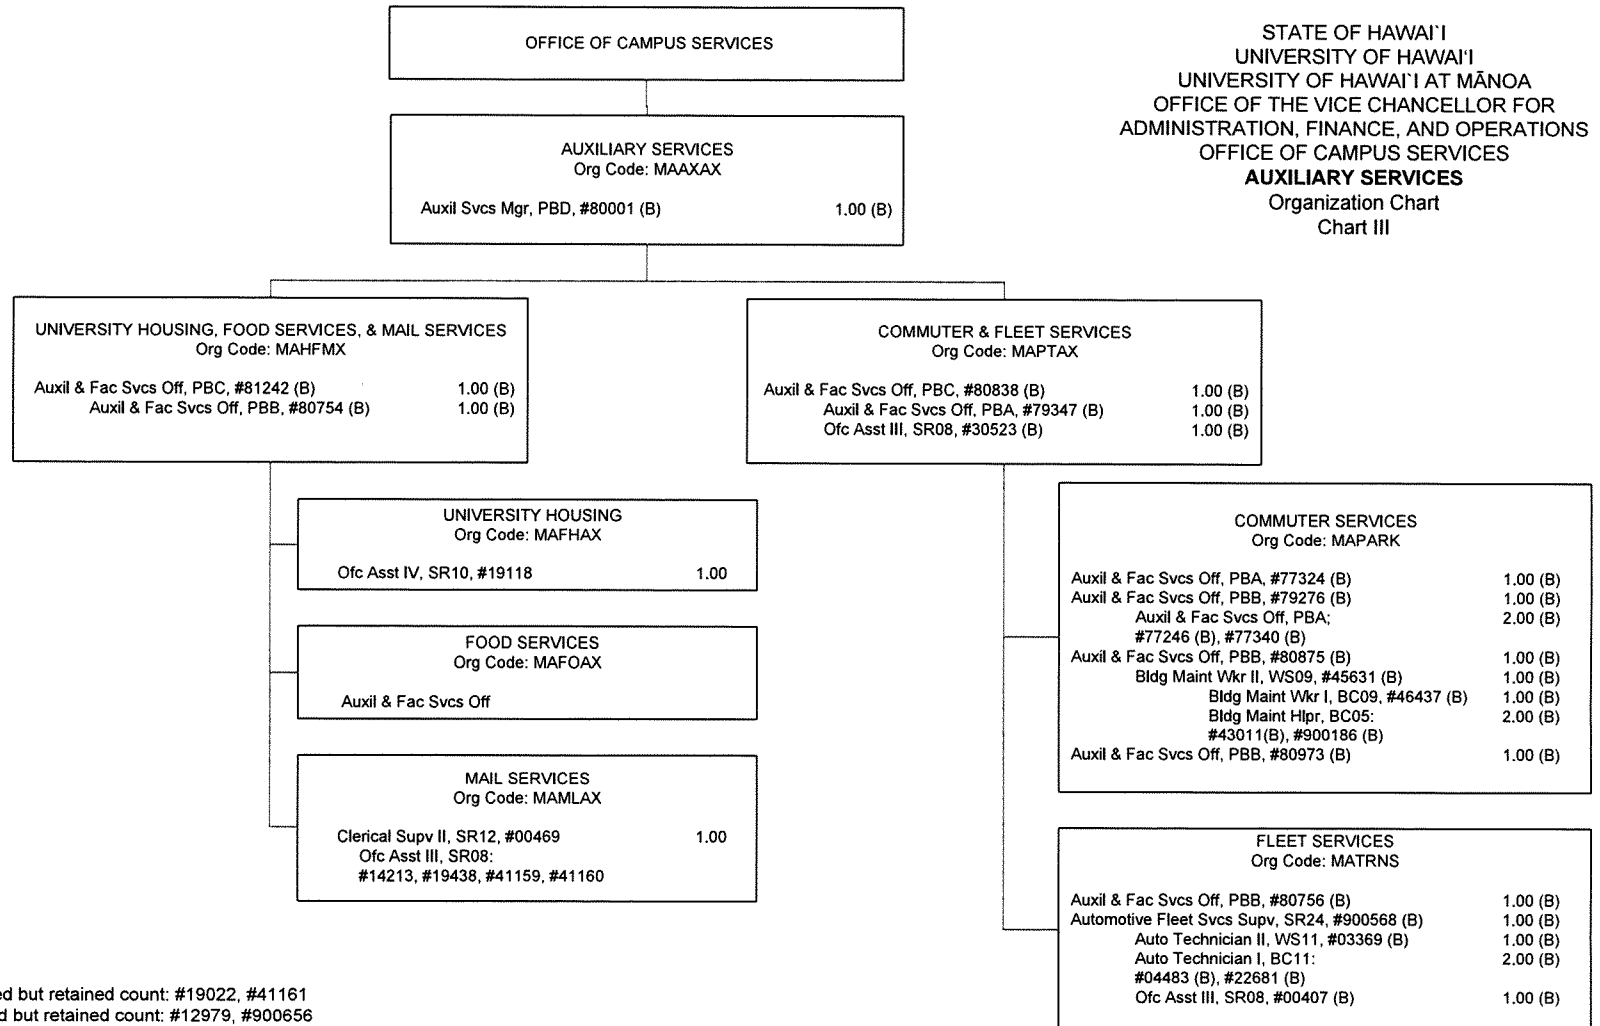 OFFICE OF CAMPUS SERVICES
STATE OF HAWAI`I
UNIVERSITY OF HAWAI‘I
UNIVERSITY OF HAWAI`I AT MĀNOA
OFFICE OF THE VICE CHANCELLOR FOR
ADMINISTRATION, FINANCE, AND OPERATIONS
OFFICE OF CAMPUS SERVICES
AUXILIARY SERVICES
Organization Chart
Chart III
AUXILIARY SERVICES
Org Code: MAAXAX
Auxil Svcs Mgr, PBD, #80001 (B) 1.00 (B)
UNIVERSITY HOUSING, FOOD SERVICES, & MAIL SERVICES
Org Code: MAHFMX
Auxil & Fac Svcs Off, PBC, #81242 (B) 1.00 (B)
Auxil & Fac Svcs Off, PBB, #80754 (B) 1.00 (B)
COMMUTER & FLEET SERVICES
Org Code: MAPTAX
Auxil & Fac Svcs Off, PBC, #80838 (B) 1.00 (B)
Auxil & Fac Svcs Off, PBA, #79347 (B) 1.00 (B)
Ofc Asst III, SR08, #30523 (B) 1.00 (B)
UNIVERSITY HOUSING
Org Code: MAFHAX
Ofc Asst IV, SR10, #19118 1.00
FOOD SERVICES
Org Code: MAFOAX
Auxil & Fac Svcs Off
MAIL SERVICES
Org Code: MAMLAX
Clerical Supv II, SR12, #00469 1.00
Ofc Asst III, SR08:
#14213, #19438, #41159, #41160
COMMUTER SERVICES
Org Code: MAPARK
Auxil & Fac Svcs Off, PBA, #77324 (B) 1.00 (B)
Auxil & Fac Svcs Off, PBB, #79276 (B) 1.00 (B)
Auxil & Fac Svcs Off, PBA; 2.00 (B)
#77246 (B), #77340 (B)
Auxil & Fac Svcs Off, PBB, #80875 (B) 1.00 (B)
Bldg Maint Wkr II, WS09, #45631 (B) 1.00 (B)
Bldg Maint Wkr I, BC09, #46437 (B) 1.00 (B)
Bldg Maint Hlpr, BC05: 2.00 (B)
#43011(B), #900186 (B)
Auxil & Fac Svcs Off, PBB, #80973 (B) 1.00 (B)
FLEET SERVICES
Org Code: MATRNS
Auxil & Fac Svcs Off, PBB, #80756 (B) 1.00 (B)
Automotive Fleet Svcs Supv, SR24, #900568 (B) 1.00 (B)
Auto Technician II, WS11, #03369 (B) 1.00 (B)
Auto Technician I, BC11: 2.00 (B)
#04483 (B), #22681 (B)
Ofc Asst III, SR08, #00407 (B) 1.00 (B)
but retained count: #19022, #41161
but retained count: #12979, #900656